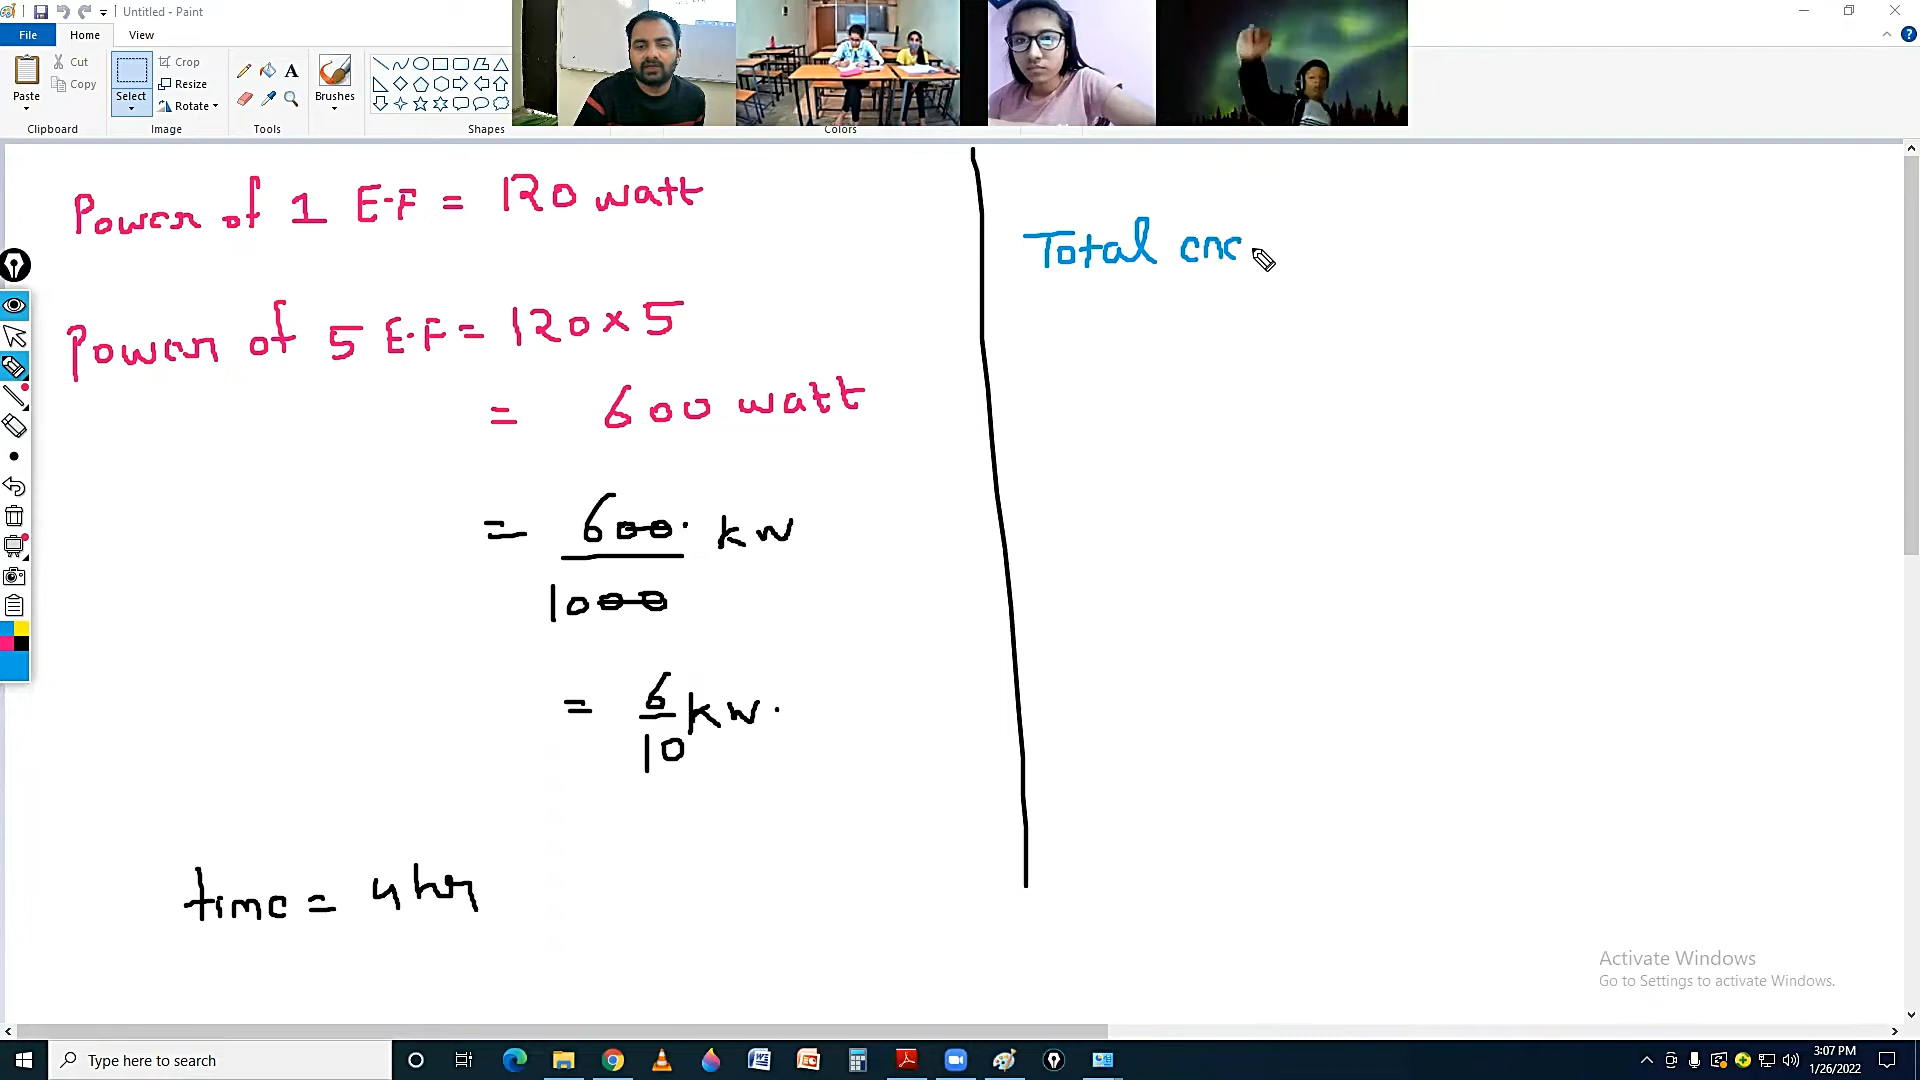 Untitled - Paint
File Home View
Paste
Cut
Copy
Clipboard
Select
Crop
Resize
Rotate
Image
A
Tools
Brushes
Shapes
Colors
Power of 1 E.F = 120 watt
Power of 5 E.F = 120 × 5
= 600 watt
= 600/1000 kw
= 6/10 kw.
time = 4 hr
Total ene
Activate Windows
Go to Settings to activate Windows.
Type here to search
3:07 PM
1/26/2022